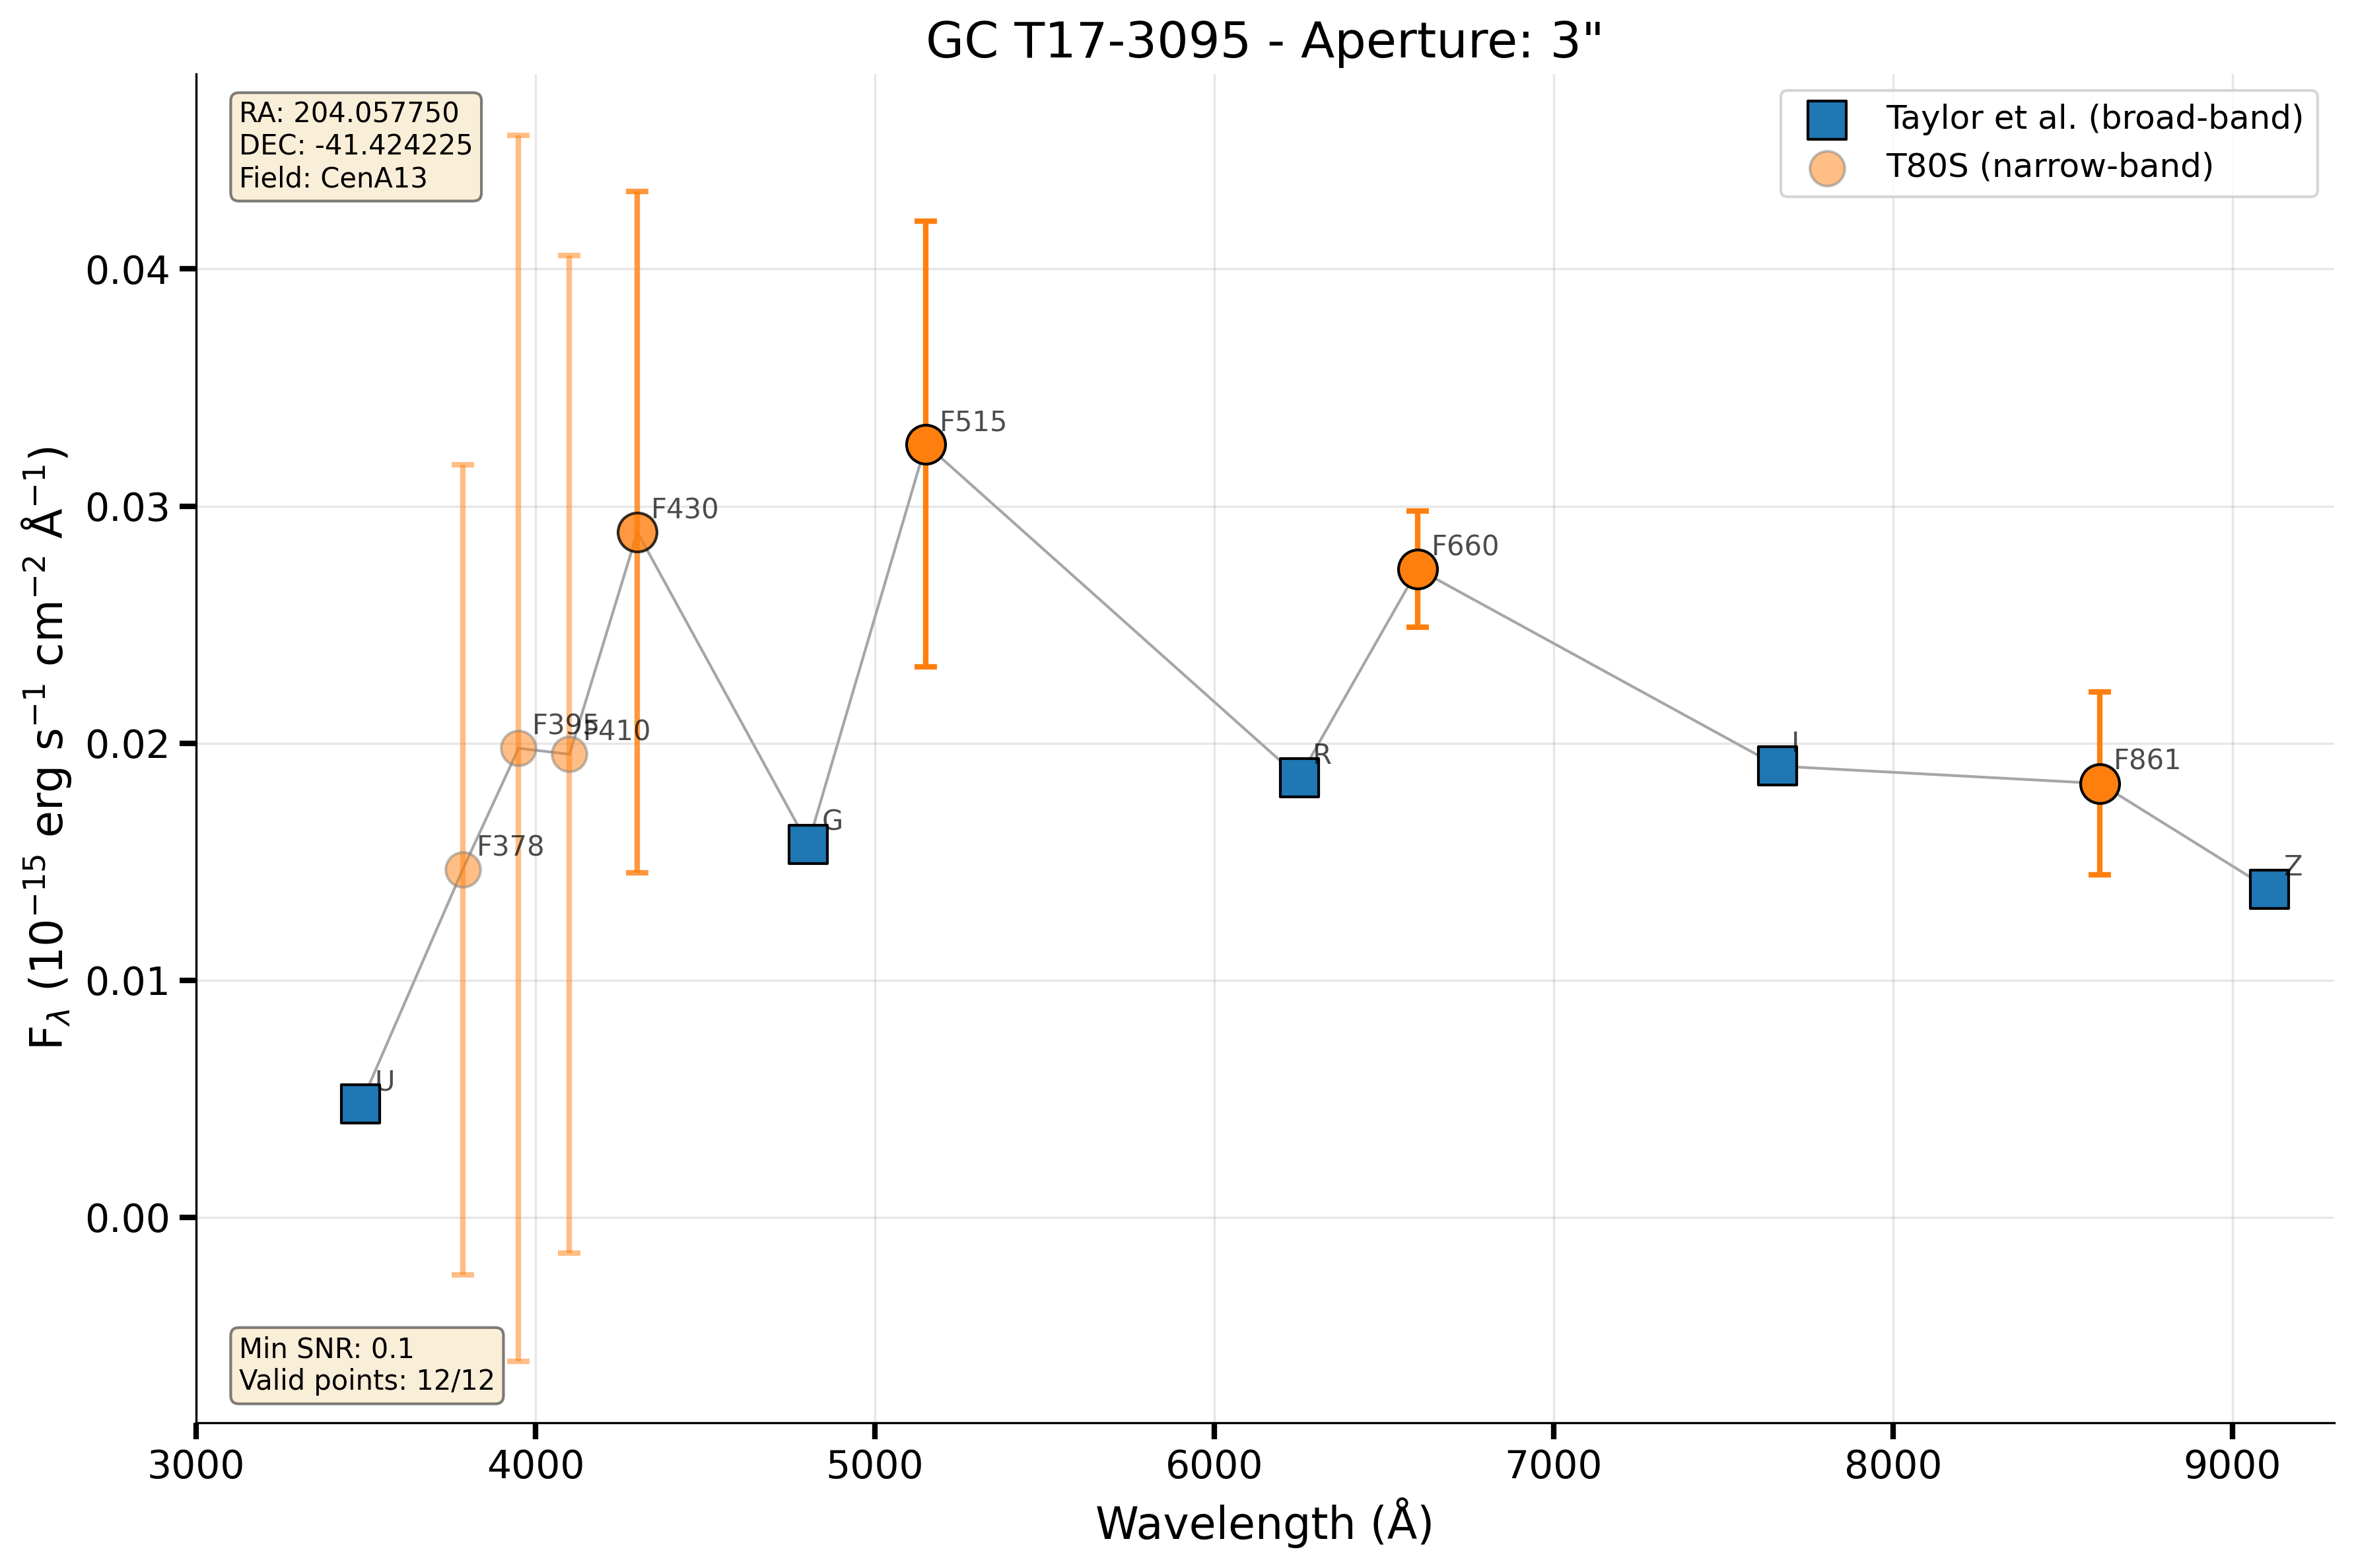 GC T17-3095 - Aperture: 3"
RA: 204.057750
DEC: -41.424225
Field: CenA13
Taylor et al. (broad-band)
T80S (narrow-band)
F_λ (10⁻¹⁵ erg s⁻¹ cm⁻² Å⁻¹)
0.04
0.03
0.02
0.01
0.00
U
F378
F395
F410
F430
G
F515
R
F660
I
F861
Z
Min SNR: 0.1
Valid points: 12/12
3000 4000 5000 6000 7000 8000 9000
Wavelength (Å)